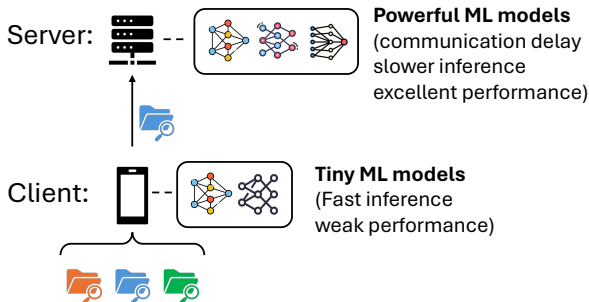 Server:
Powerful ML models
(communication delay
slower inference
excellent performance)
Client:
Tiny ML models
(Fast inference
weak performance)